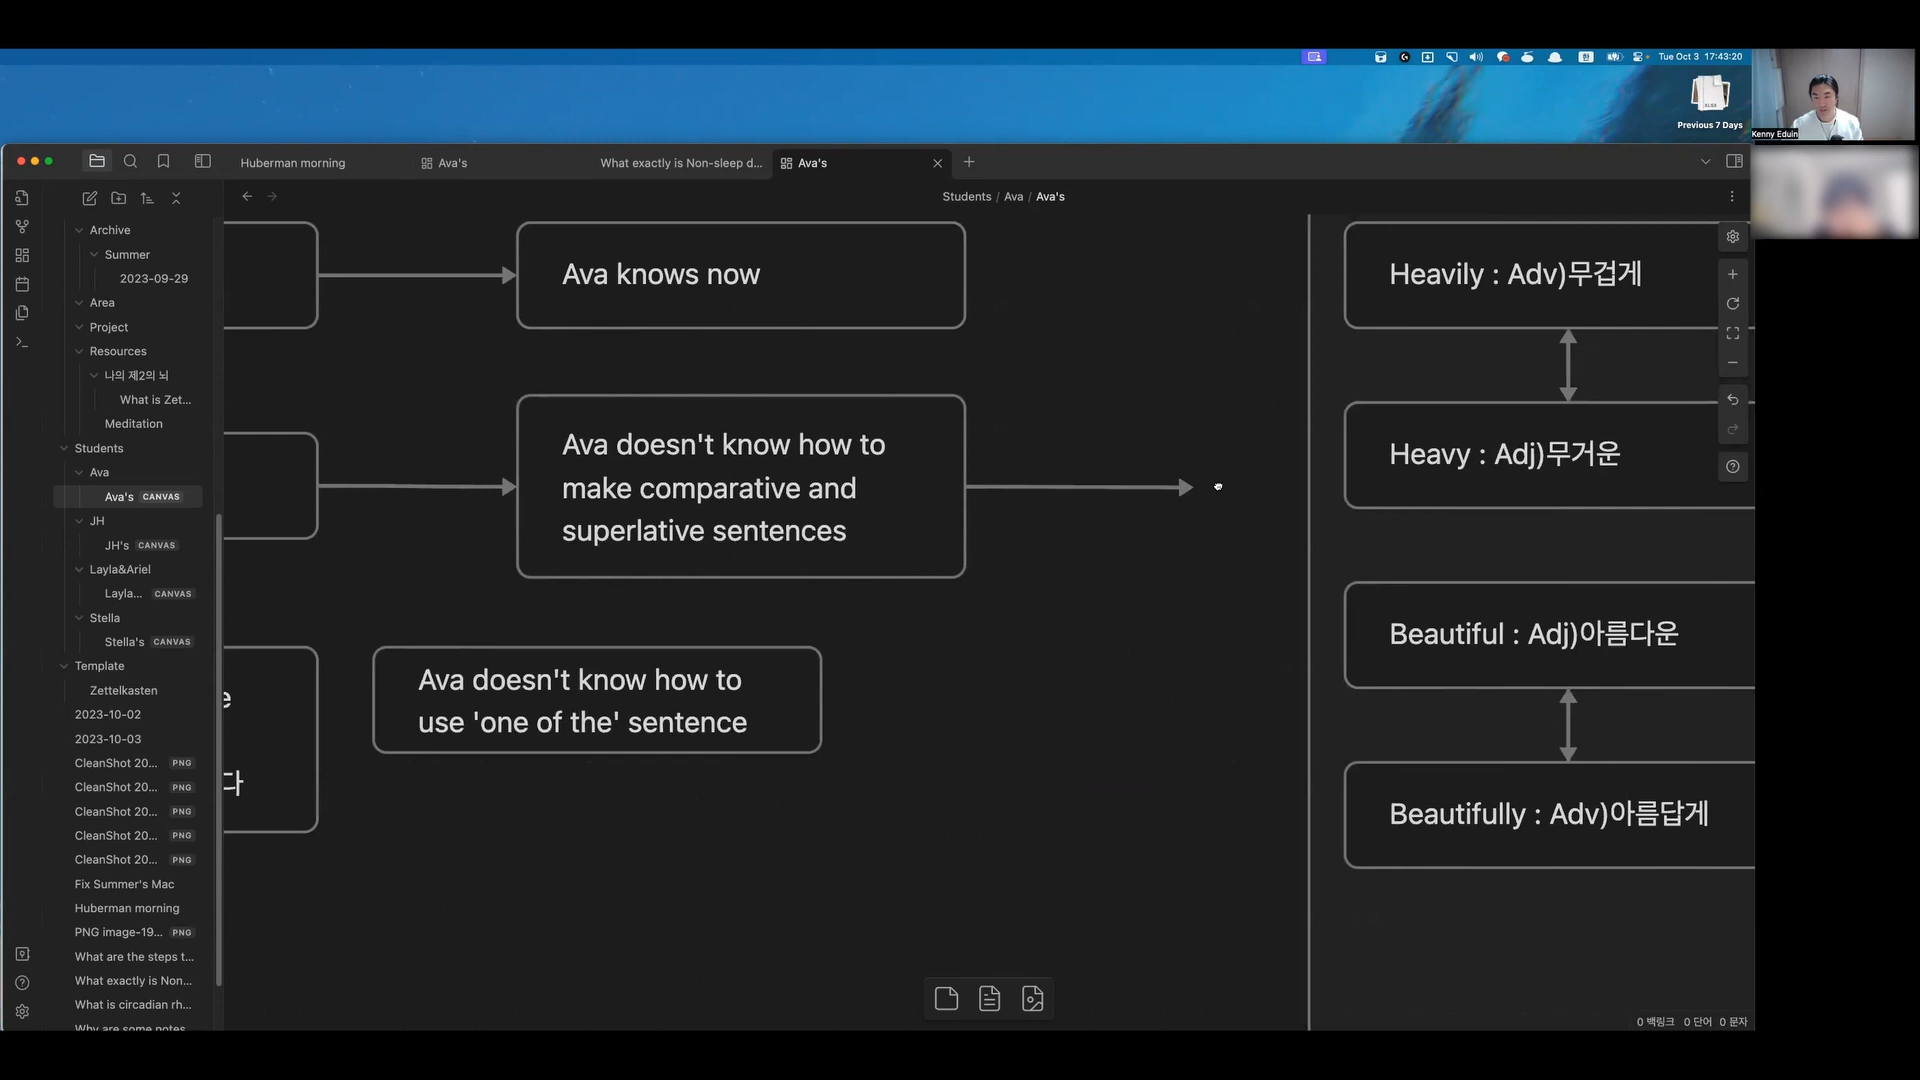 Tue Oct 3 17:43:20
XLSX
Previous 7 Days
Kenny Eduin
Huberman morning
Ava's
What exactly is Non-sleep d...
Ava's
Students / Ava / Ava's
Archive
Summer
2023-09-29
Area
Project
Resources
나의 제2의 뇌
What is Zet...
Meditation
Students
Ava
Ava's CANVAS
JH
JH's CANVAS
Layla&Ariel
Layla... CANVAS
Stella
Stella's CANVAS
Template
Zettelkasten
2023-10-02
2023-10-03
CleanShot 20... PNG
CleanShot 20... PNG
CleanShot 20... PNG
CleanShot 20... PNG
CleanShot 20... PNG
Fix Summer's Mac
Huberman morning
PNG image-19... PNG
What are the steps t...
What exactly is Non...
What is circadian rh...
Why are some notes
e
다
Ava knows now
Ava doesn't know how to
make comparative and
superlative sentences
Ava doesn't know how to
use 'one of the' sentence
Heavily : Adv)무겁게
Heavy : Adj)무거운
Beautiful : Adj)아름다운
Beautifully : Adv)아름답게
0 백링크 0 단어 0 문자